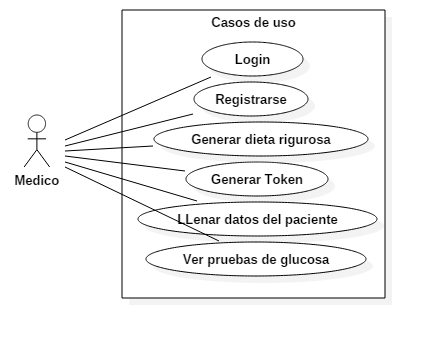 Casos de uso
Login
Registrarse
Generar dieta rigurosa
Generar Token
LLenar datos del paciente
Ver pruebas de glucosa
Medico